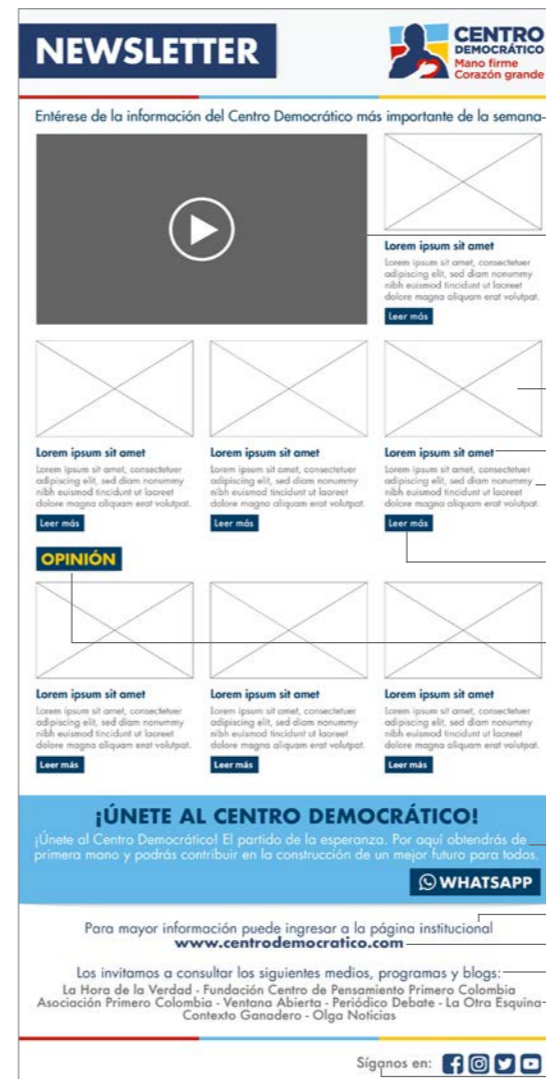 NEWSLETTER
CENTRO
DEMOCRÁTICO
Mano firme
Corazón grande
Entérese de la información del Centro Democrático más importante de la semana
Lorem ipsum sit amet
Lorem ipsum sit amet, consectetuer
adipiscing elit, sed diam nonummy
nibh euismod tincidunt ut laoreet
dolore magna aliquam erat volutpat.
Leer más
Lorem ipsum sit amet
Lorem ipsum sit amet, consectetuer
adipiscing elit, sed diam nonummy
nibh euismod tincidunt ut laoreet
dolore magna aliquam erat volutpat.
Leer más
Lorem ipsum sit amet
Lorem ipsum sit amet, consectetuer
adipiscing elit, sed diam nonummy
nibh euismod tincidunt ut laoreet
dolore magna aliquam erat volutpat.
Leer más
Lorem ipsum sit amet
Lorem ipsum sit amet, consectetuer
adipiscing elit, sed diam nonummy
nibh euismod tincidunt ut laoreet
dolore magna aliquam erat volutpat.
Leer más
OPINIÓN
Lorem ipsum sit amet
Lorem ipsum sit amet, consectetuer
adipiscing elit, sed diam nonummy
nibh euismod tincidunt ut laoreet
dolore magna aliquam erat volutpat.
Leer más
Lorem ipsum sit amet
Lorem ipsum sit amet, consectetuer
adipiscing elit, sed diam nonummy
nibh euismod tincidunt ut laoreet
dolore magna aliquam erat volutpat.
Leer más
Lorem ipsum sit amet
Lorem ipsum sit amet, consectetuer
adipiscing elit, sed diam nonummy
nibh euismod tincidunt ut laoreet
dolore magna aliquam erat volutpat.
Leer más
¡ÚNETE AL CENTRO DEMOCRÁTICO!
¡Únete al Centro Democrático! El partido de la esperanza. Por aquí obtendrás de
primera mano y podrás contribuir en la construcción de un mejor futuro para todos.
WHATSAPP
Para mayor información puede ingresar a la página institucional
www.centrodemocratico.com
Los invitamos a consultar los siguientes medios, programas y blogs:
La Hora de la Verdad - Fundación Centro de Pensamiento Primero Colombia
Asociación Primero Colombia - Ventana Abierta - Periódico Debate - La Otra Esquina
Contexto Ganadero - Olga Noticias
Síganos en: